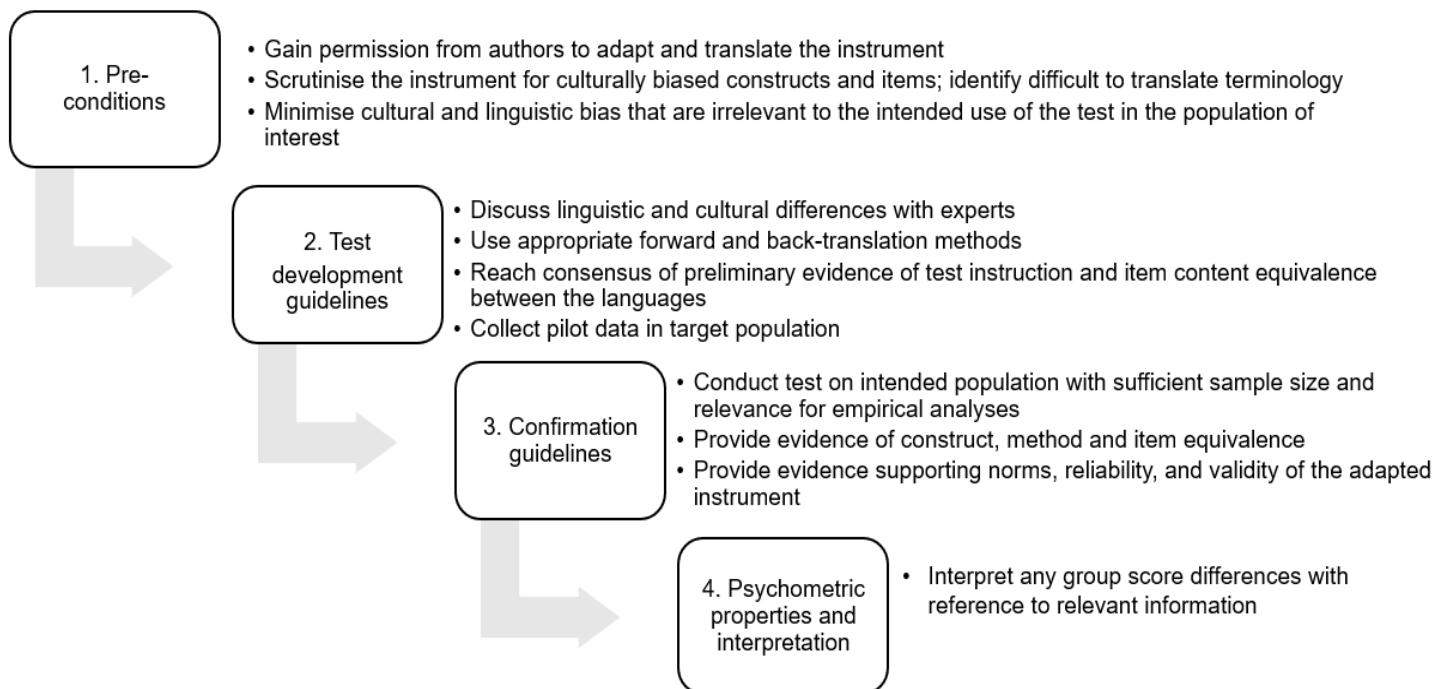 1. Pre-
conditions
• Gain permission from authors to adapt and translate the instrument
• Scrutinise the instrument for culturally biased constructs and items; identify difficult to translate terminology
• Minimise cultural and linguistic bias that are irrelevant to the intended use of the test in the population of
interest
2. Test
development
guidelines
• Discuss linguistic and cultural differences with experts
• Use appropriate forward and back-translation methods
• Reach consensus of preliminary evidence of test instruction and item content equivalence
between the languages
• Collect pilot data in target population
3. Confirmation
guidelines
• Conduct test on intended population with sufficient sample size and
relevance for empirical analyses
• Provide evidence of construct, method and item equivalence
• Provide evidence supporting norms, reliability, and validity of the adapted
instrument
4. Psychometric
properties and
interpretation
• Interpret any group score differences with
reference to relevant information